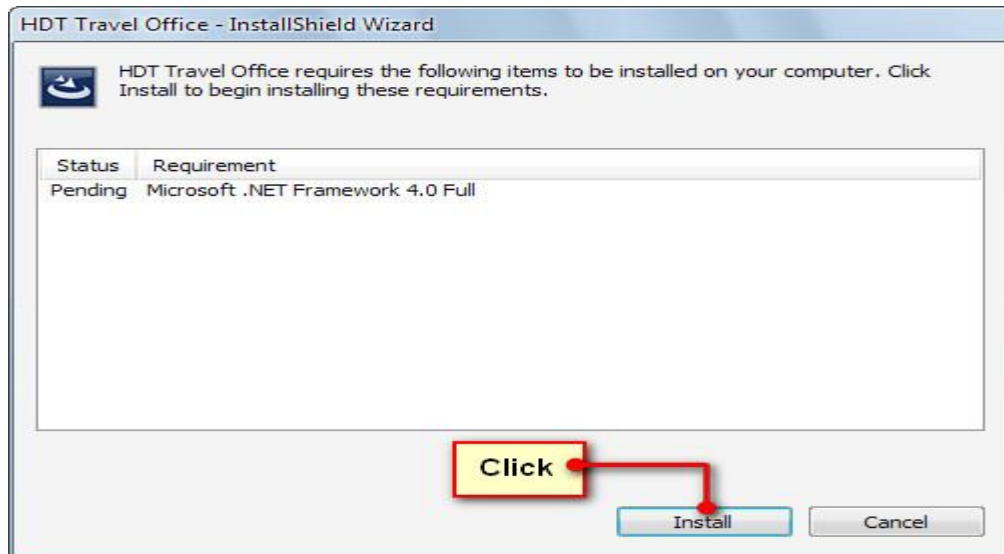 HDT Travel Office - InstallShield Wizard
HDT Travel Office requires the following items to be installed on your computer. Click
Install to begin installing these requirements.
Status Requirement
Pending Microsoft .NET Framework 4.0 Full
Click
Install Cancel